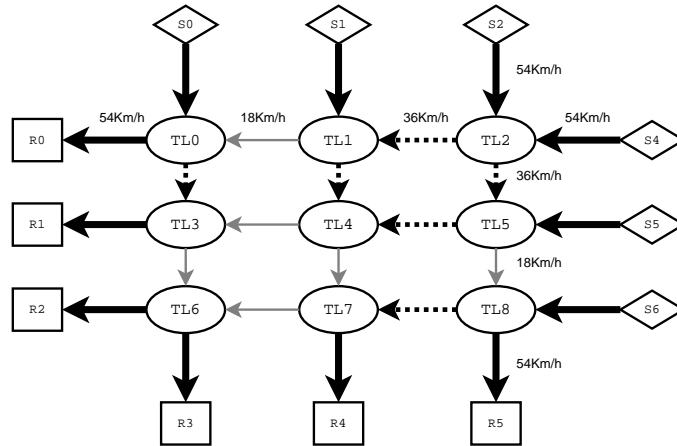 S0
S1
S2
54Km/h
54Km/h
18Km/h
36Km/h
54Km/h
R0
TL0
TL1
TL2
S4
36Km/h
R1
TL3
TL4
TL5
S5
18Km/h
R2
TL6
TL7
TL8
S6
54Km/h
R3
R4
R5